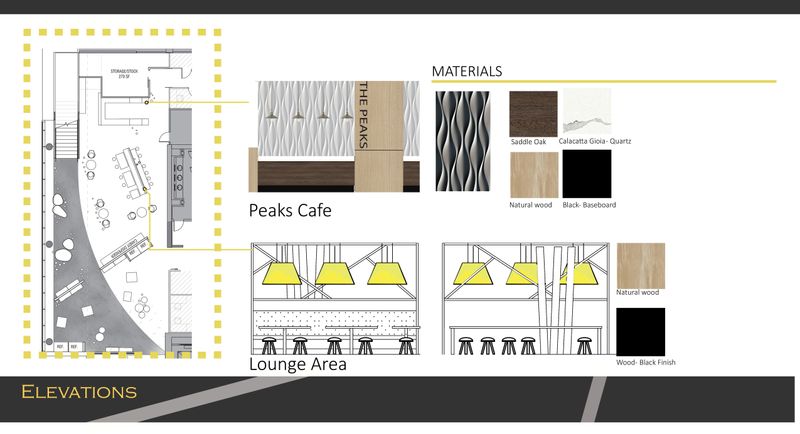 STORAGE/STOCK
279 SF
REF.
REF.
REF.
REF.
THE PEAKS
Peaks Cafe
MATERIALS
Saddle Oak
Calacatta Gioia- Quartz
Natural wood
Black- Baseboard
Lounge Area
Natural wood
Wood- Black Finish
ELEVATIONS